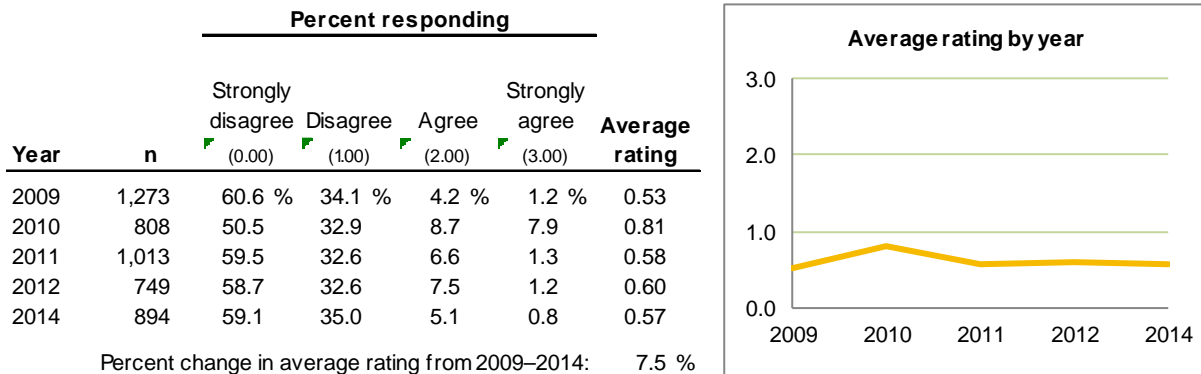 Percent responding
Strongly disagree Disagree Agree Strongly agree Average rating
Year n (0.00) (1.00) (2.00) (3.00)
2009 1,273 60.6 % 34.1 % 4.2 % 1.2 % 0.53
2010 808 50.5 32.9 8.7 7.9 0.81
2011 1,013 59.5 32.6 6.6 1.3 0.58
2012 749 58.7 32.6 7.5 1.2 0.60
2014 894 59.1 35.0 5.1 0.8 0.57
Percent change in average rating from 2009–2014: 7.5 %
Average rating by year
3.0
2.0
1.0
0.0
2009 2010 2011 2012 2014